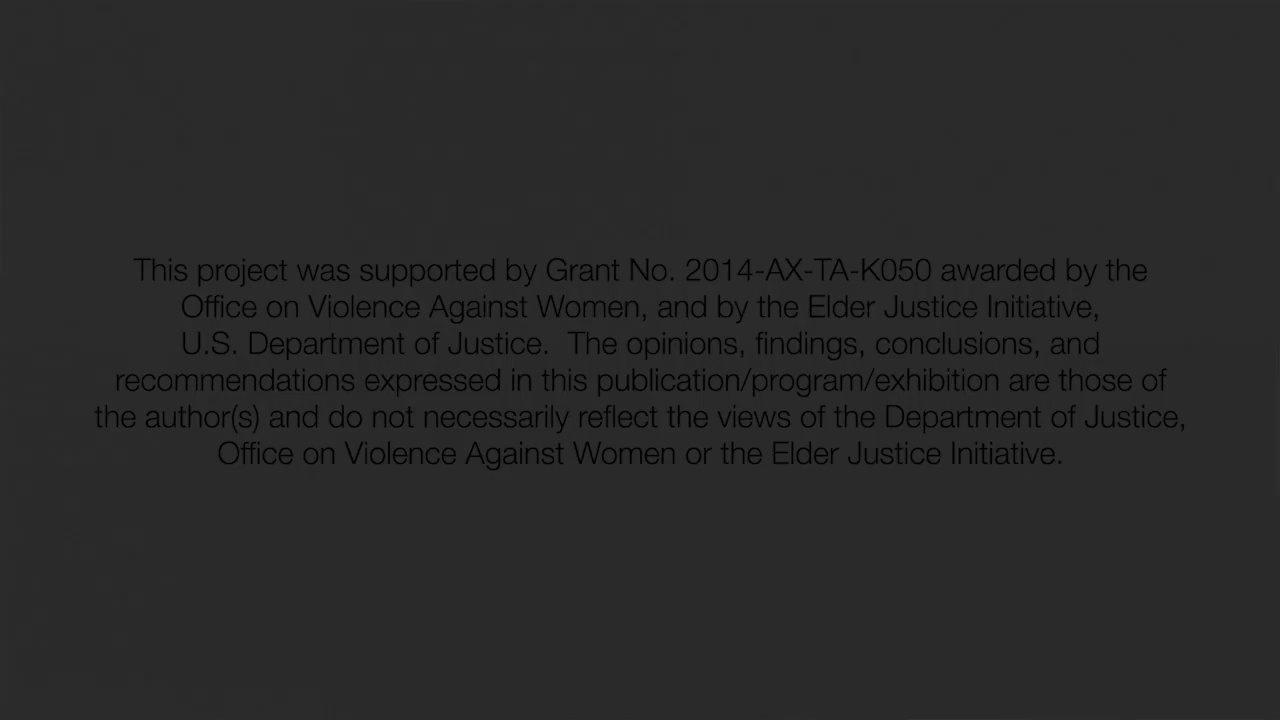 This project was supported by Grant No. 2014-AX-TA-K050 awarded by the
Office on Violence Against Women, and by the Elder Justice Initiative,
U.S. Department of Justice.  The opinions, findings, conclusions, and
recommendations expressed in this publication/program/exhibition are those of
the author(s) and do not necessarily reflect the views of the Department of Justice,
Office on Violence Against Women or the Elder Justice Initiative.